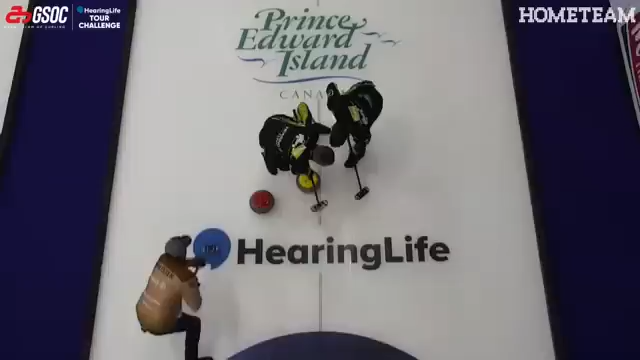 GSOC
HearingLife
TOUR
CHALLENGE
HOMETEAM
Prince
Edward
Island
CANADA
HearingLife